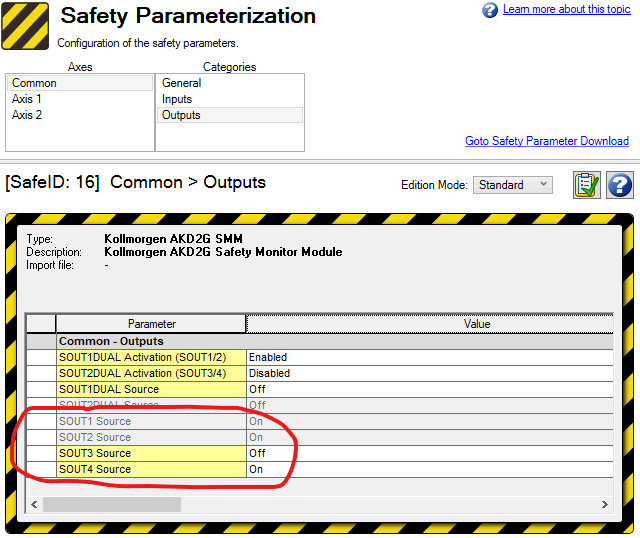 Safety Parameterization
Learn more about this topic
Configuration of the safety parameters.
Axes
Categories
Common
Axis 1
Axis 2
General
Inputs
Outputs
Goto Safety Parameter Download
[SafeID: 16] Common > Outputs
Edition Mode: Standard
Type: Kollmorgen AKD2G SMM
Description: Kollmorgen AKD2G Safety Monitor Module
Import file: -
Parameter Value
Common - Outputs
SOUT1DUAL Activation (SOUT1/2) Enabled
SOUT2DUAL Activation (SOUT3/4) Disabled
SOUT1DUAL Source Off
SOUT2DUAL Source Off
SOUT1 Source On
SOUT2 Source On
SOUT3 Source Off
SOUT4 Source On